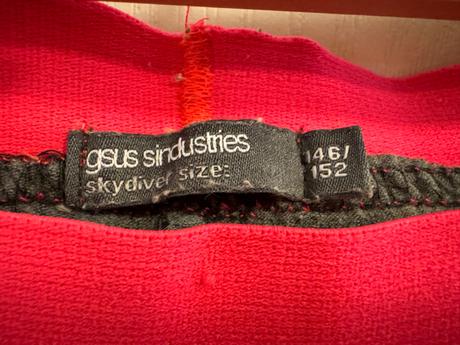 gsus sindustries
skydiver size:
146/
152